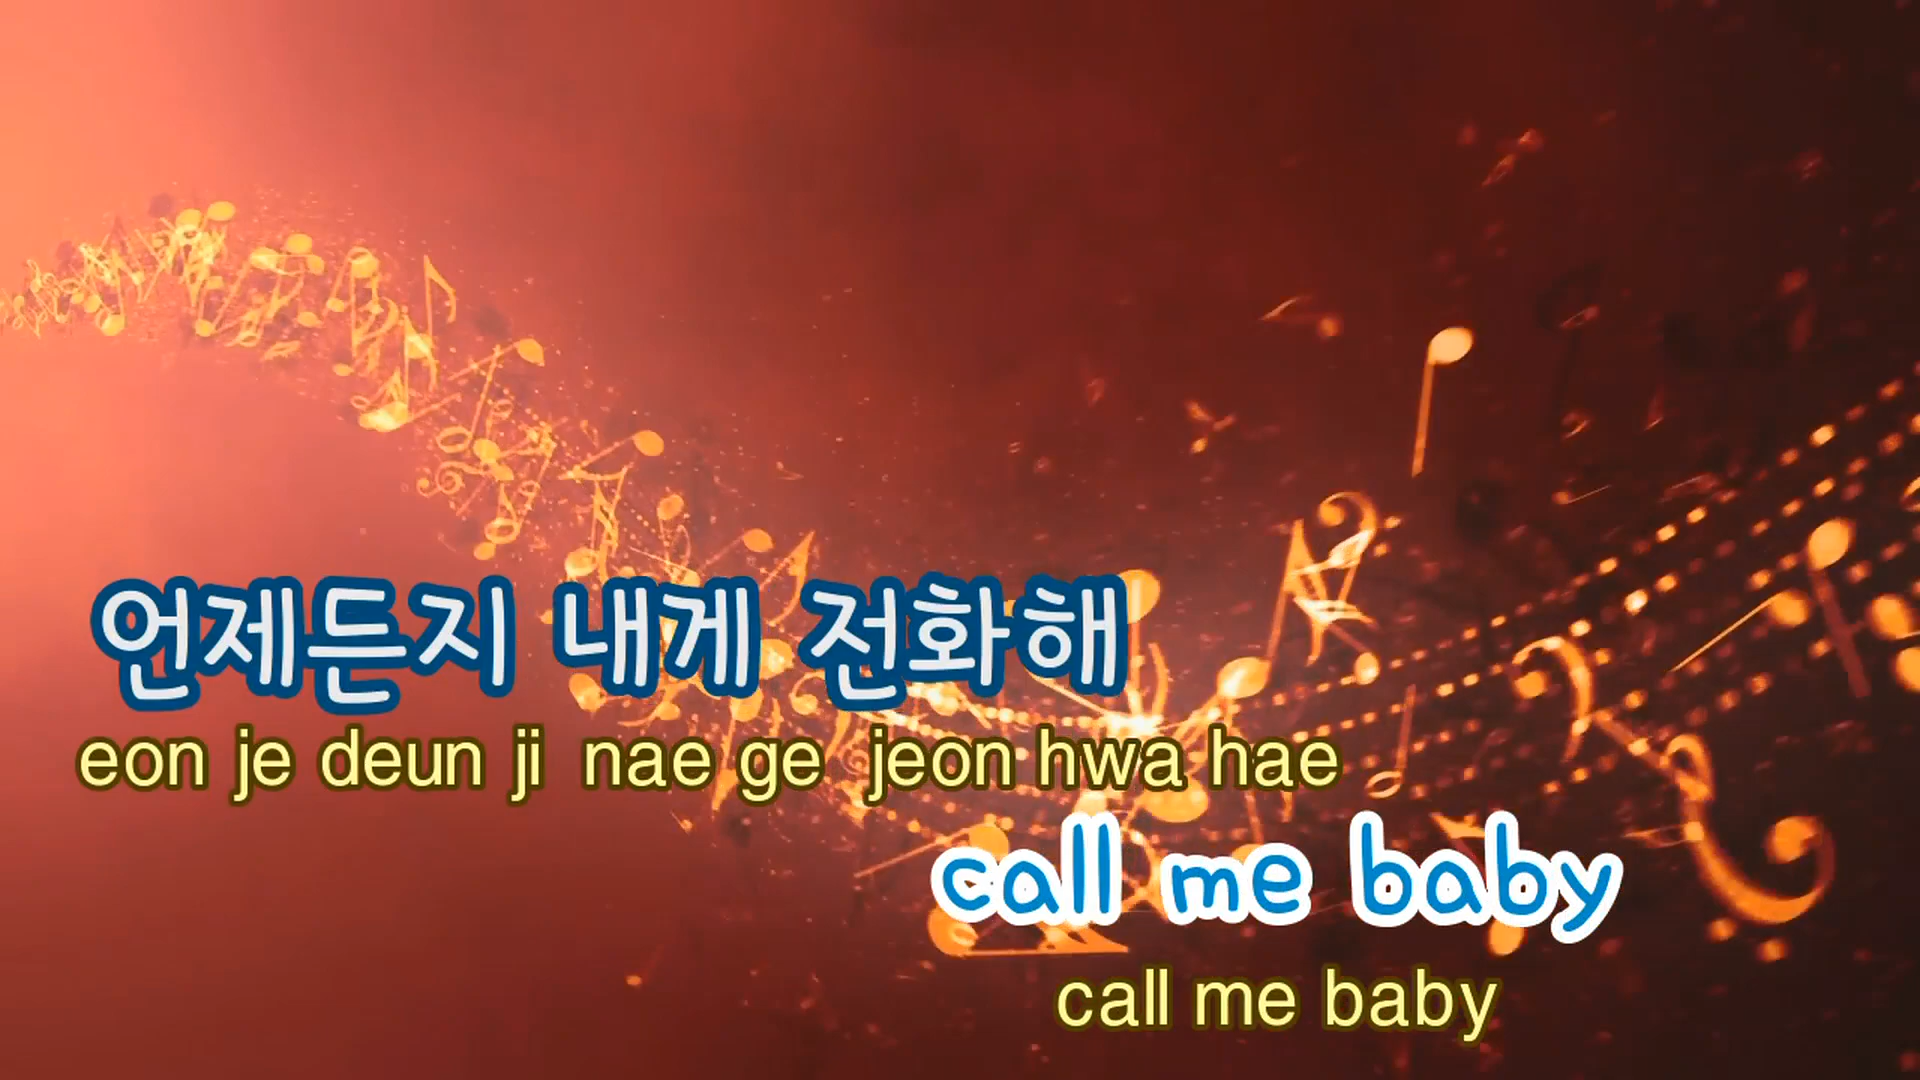 언제든지 내게 전화해
eon je deun ji nae ge jeon hwa hae
call me baby
call me baby